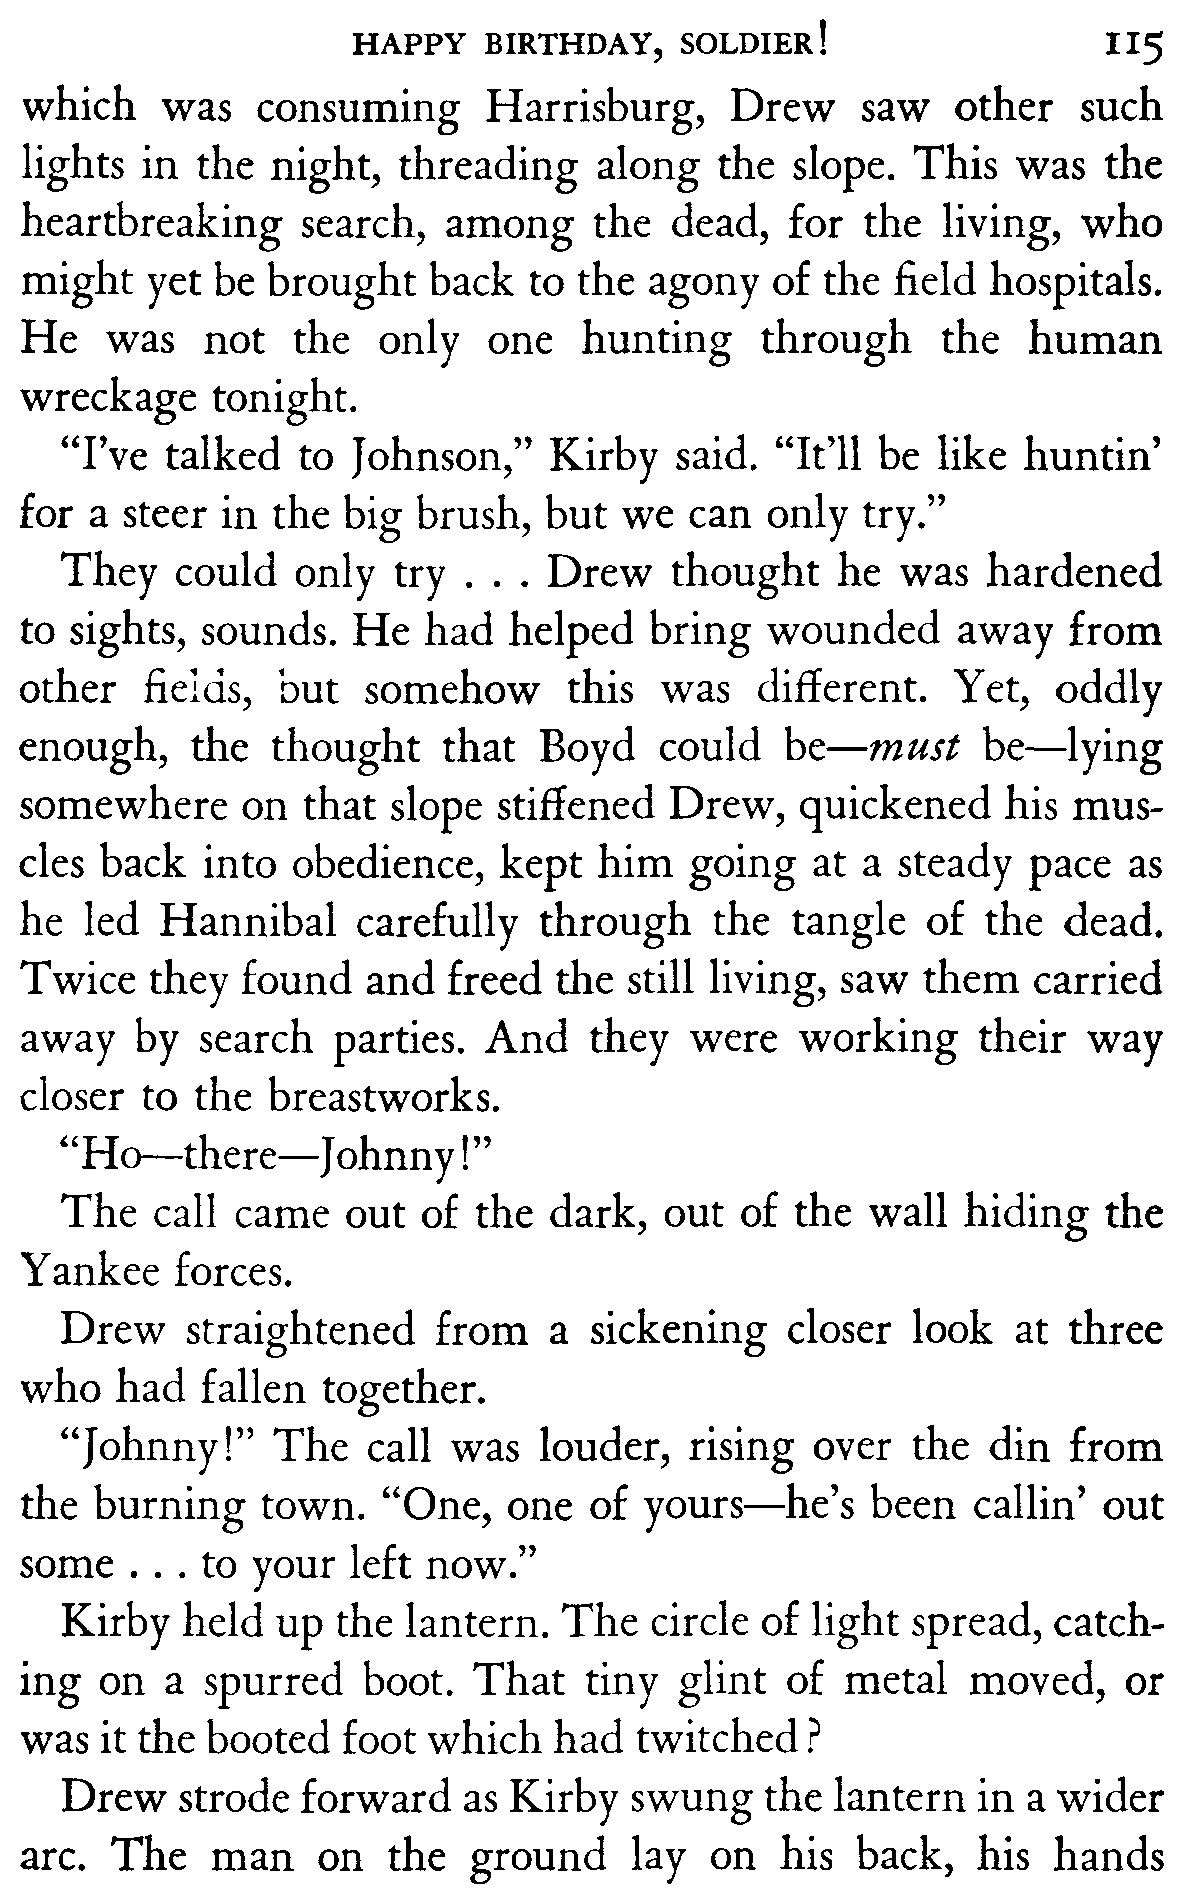 HAPPY BIRTHDAY, SOLDIER! 115
which was consuming Harrisburg, Drew saw other such
lights in the night, threading along the slope. This was the
heartbreaking search, among the dead, for the living, who
might yet be brought back to the agony of the field hospitals.
He was not the only one hunting through the human
wreckage tonight.
“I’ve talked to Johnson,” Kirby said. “It’ll be like huntin’
for a steer in the big brush, but we can only try.”
They could only try . . . Drew thought he was hardened
to sights, sounds. He had helped bring wounded away from
other fields, but somehow this was different. Yet, oddly
enough, the thought that Boyd could be—must be—lying
somewhere on that slope stiffened Drew, quickened his mus-
cles back into obedience, kept him going at a steady pace as
he led Hannibal carefully through the tangle of the dead.
Twice they found and freed the still living, saw them carried
away by search parties. And they were working their way
closer to the breastworks.
“Ho—there—Johnny!”
The call came out of the dark, out of the wall hiding the
Yankee forces.
Drew straightened from a sickening closer look at three
who had fallen together.
“Johnny!” The call was louder, rising over the din from
the burning town. “One, one of yours—he’s been callin’ out
some . . . to your left now.”
Kirby held up the lantern. The circle of light spread, catch-
ing on a spurred boot. That tiny glint of metal moved, or
was it the booted foot which had twitched?
Drew strode forward as Kirby swung the lantern in a wider
arc. The man on the ground lay on his back, his hands